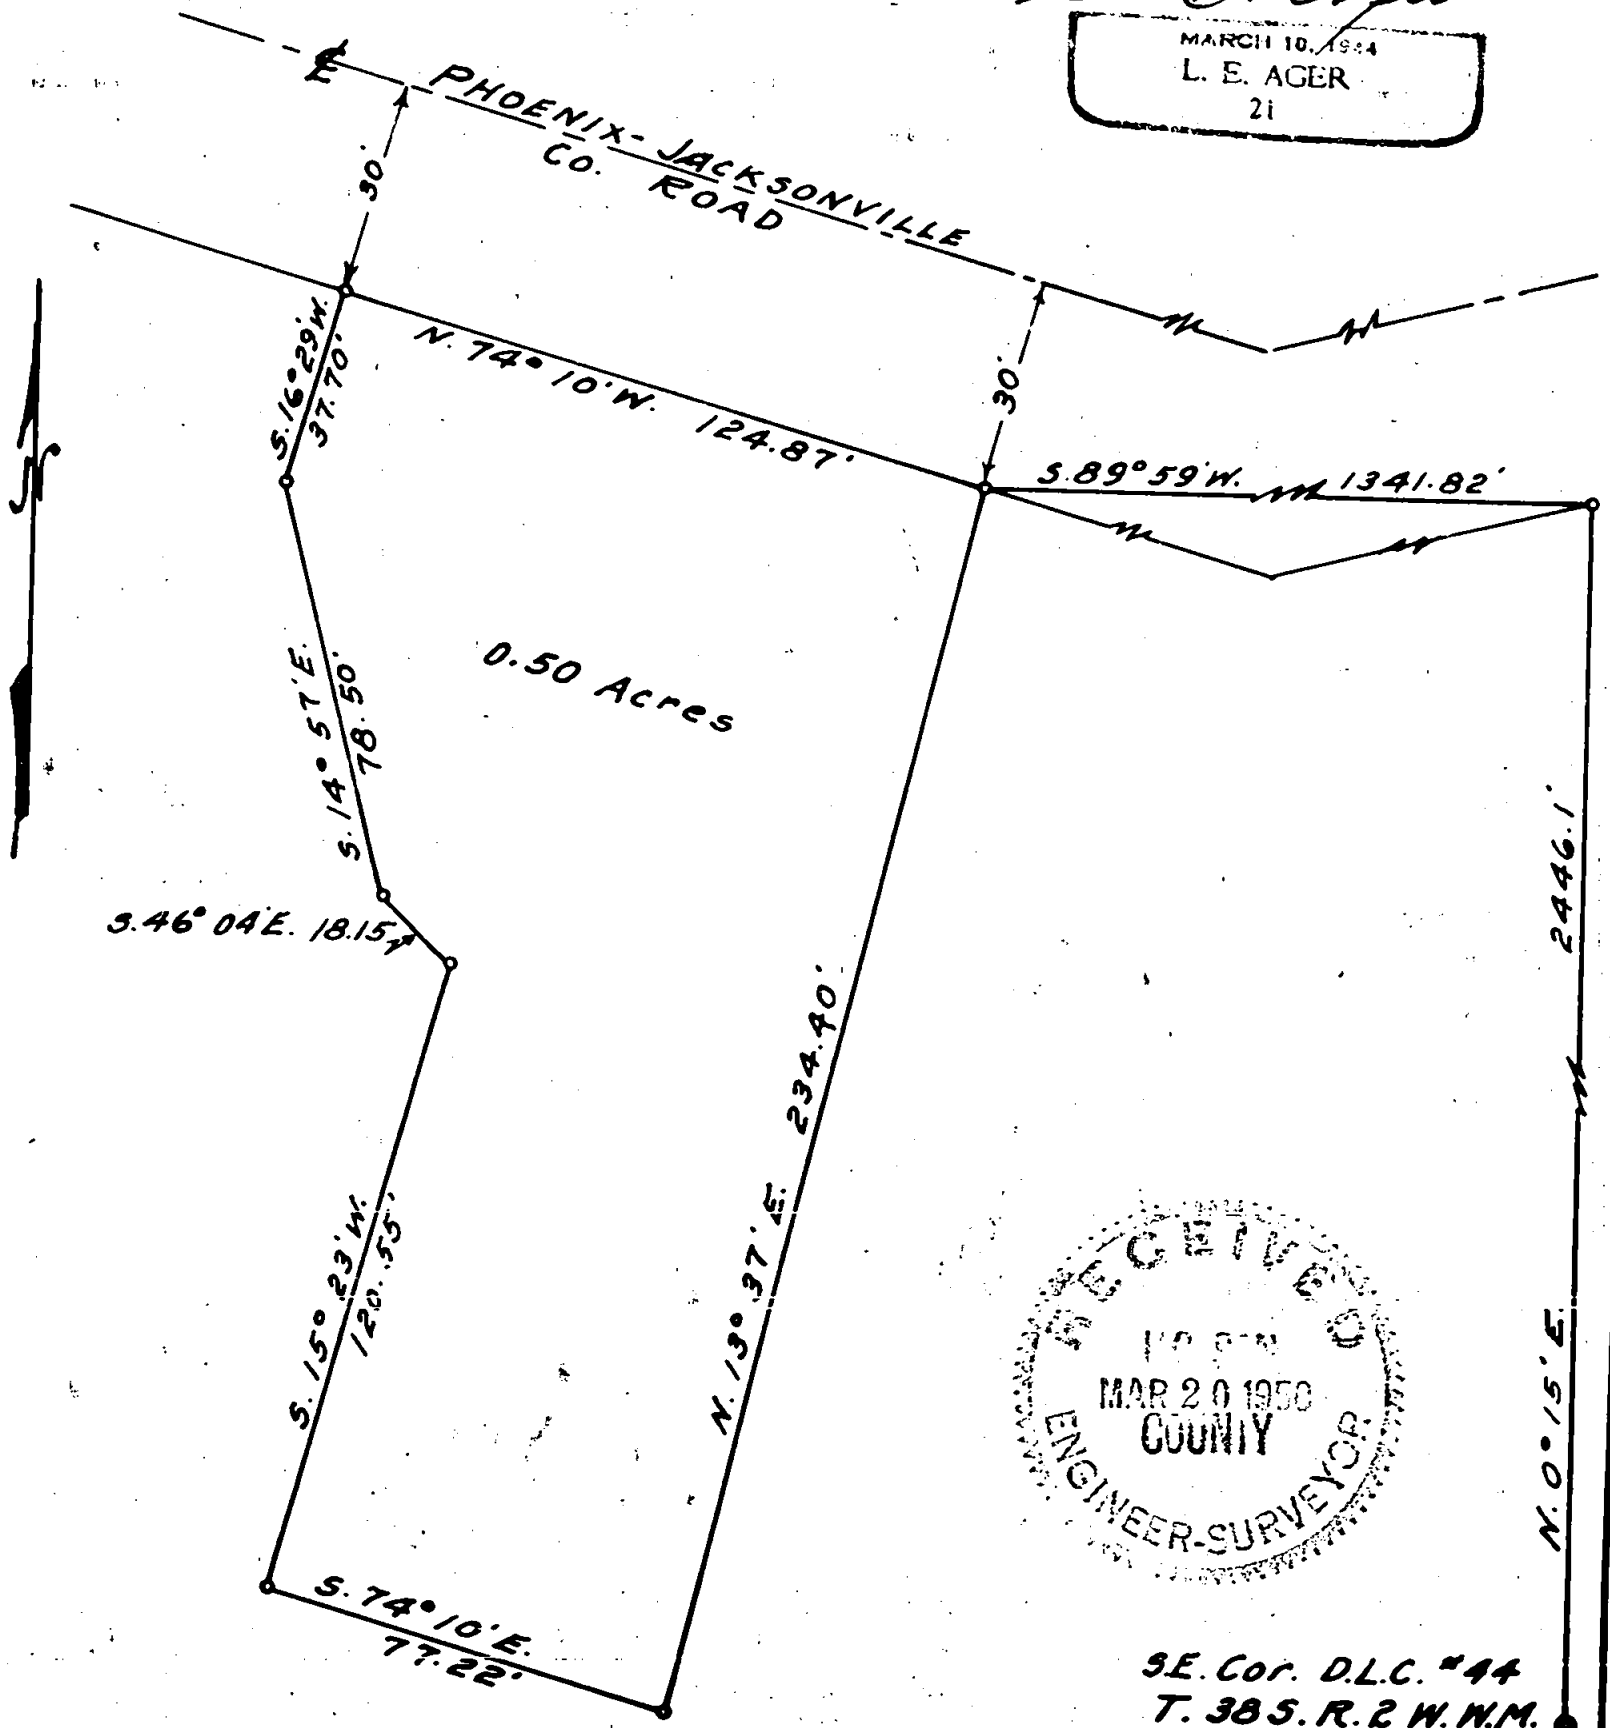 MARCH 10, 1944
L. E. AGER
21
℄
PHOENIX-JACKSONVILLE
CO. ROAD
30'
30'
S. 16° 29' W.
37.70'
N. 74° 10' W. 124.87'
S. 89° 59' W. 1341.82'
0.50 Acres
S. 14° 57' E.
78.50'
S. 46° 04' E. 18.15
2446.1'
N. 0° 15' E.
N. 13° 37' E. 234.40'
S. 15° 23' W.
120.55'
S. 74° 10' E.
77.22'
RECEIVED
MAR 20 1950
COUNTY
ENGINEER-SURVEYOR
S.E. Cor. D.L.C. #44
T. 38 S. R. 2 W. W.M.